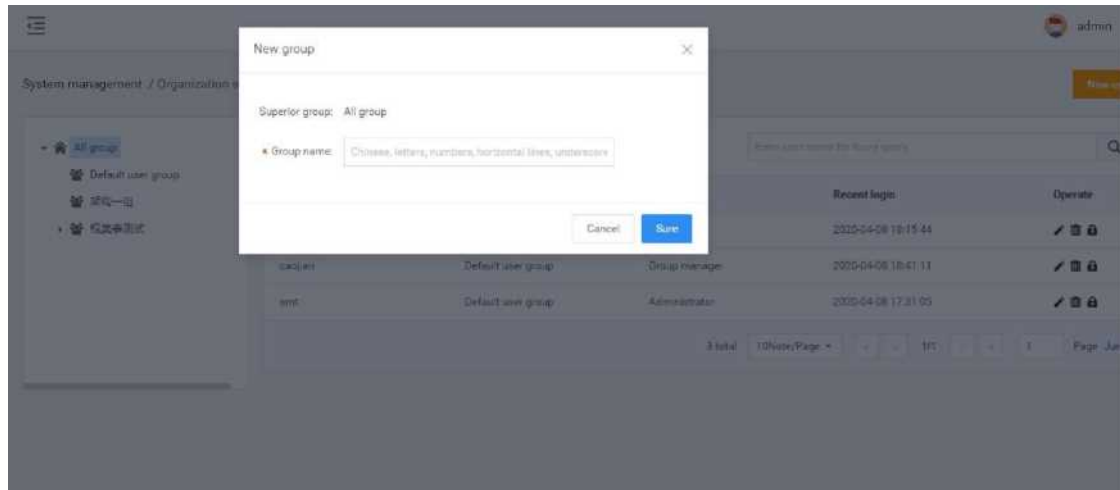 admin
New group
System management / Organization
Superior group: All group
* Group name: Chinese, letters, numbers, horizontal lines, underscore
Cancel Sure
All group
Default user group
Recent login
Operate
2020-04-08 18:15:44
Default user group Group manager 2020-04-08 18:41:11
Default user group Administrator 2020-04-08 17:31:05
3 total 10Note/Page 1/1 1 Page